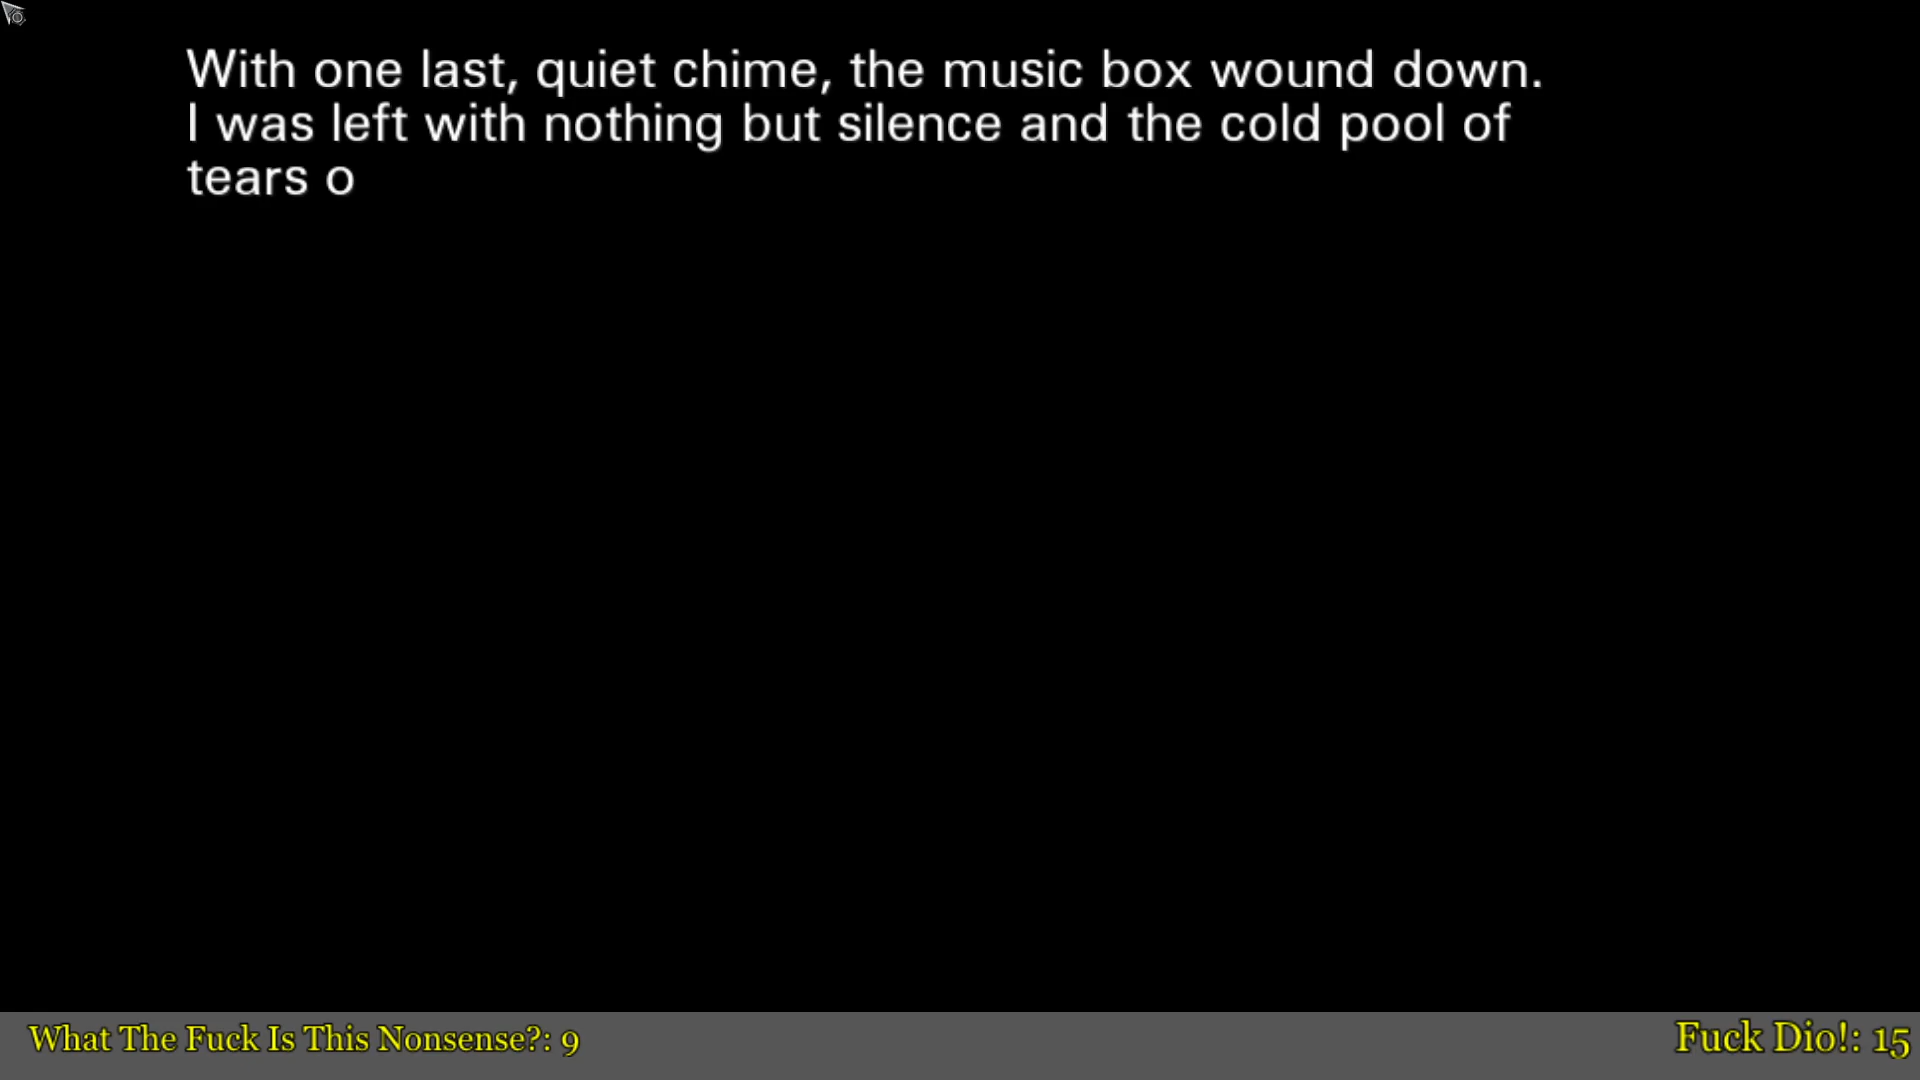 With one last, quiet chime, the music box wound down.
I was left with nothing but silence and the cold pool of
tears o
What The Fuck Is This Nonsense?: 9
Fuck Dio!: 15